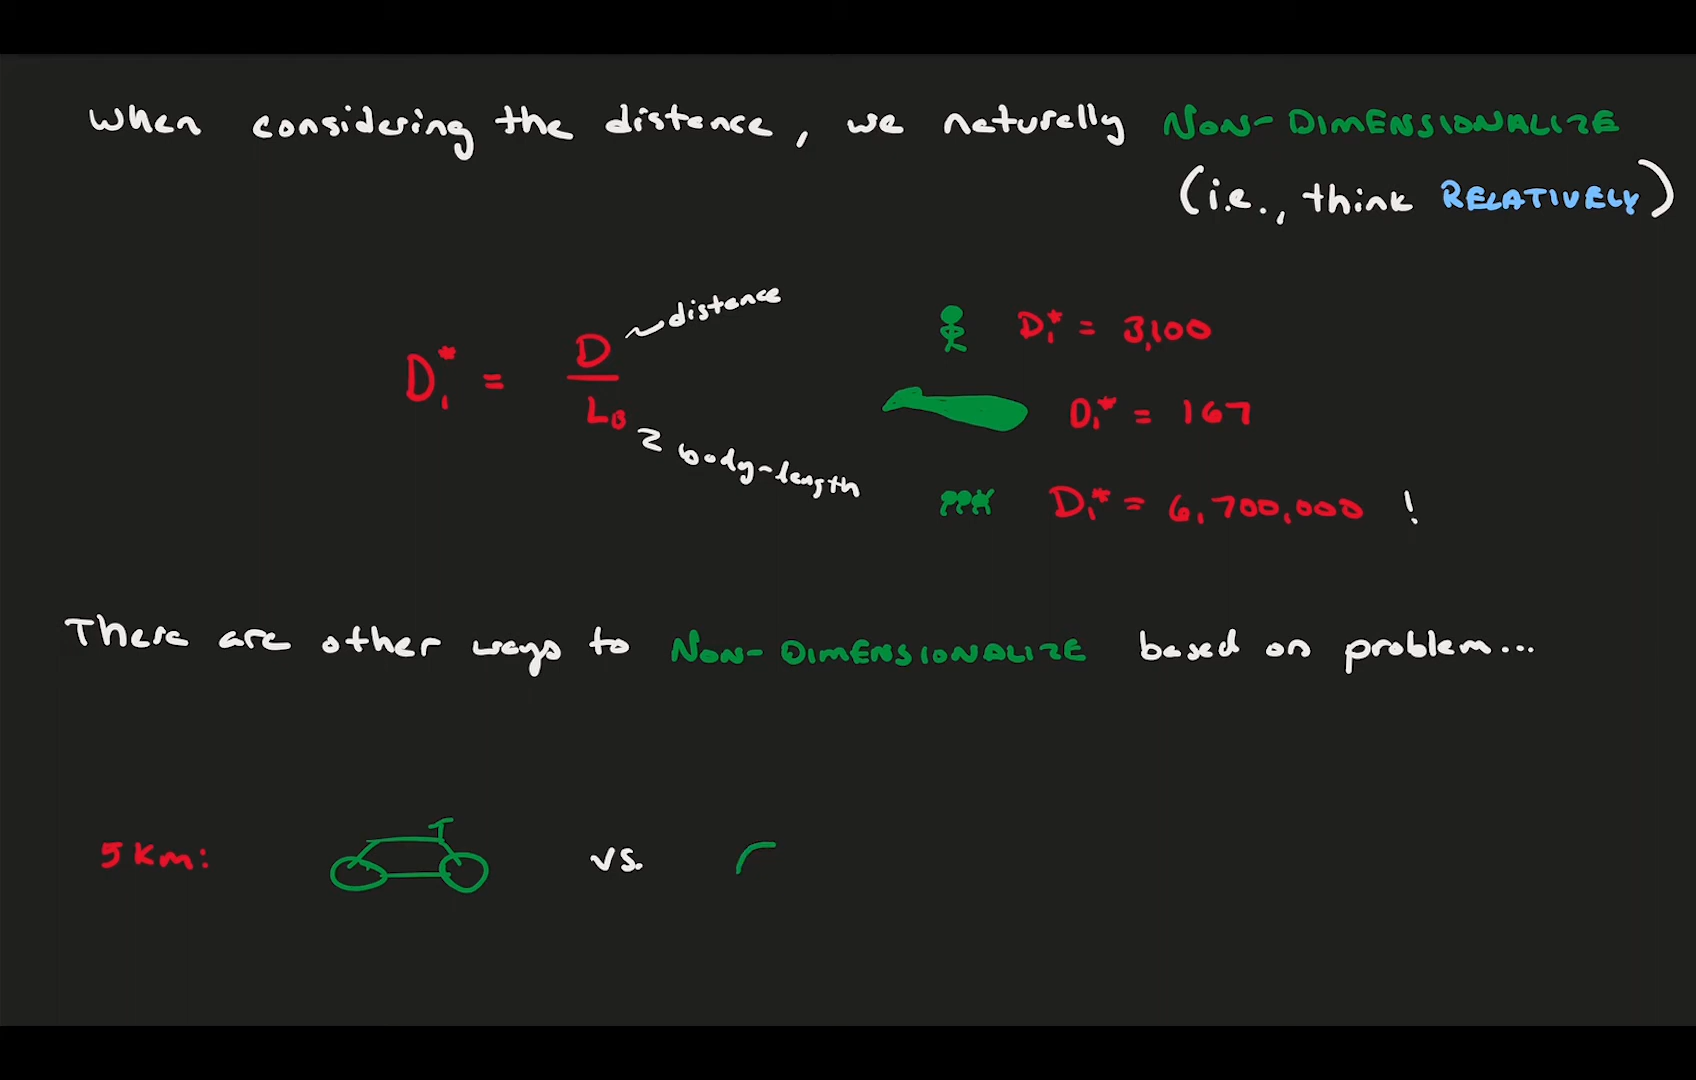 When considering the distance, we naturally NON-DIMENSIONALIZE
(i.e., think RELATIVELY)
D₁* = D / L_B
distance
body-length
D₁* = 3,100
D₁* = 167
D₁* = 6,700,000 !
There are other ways to NON-DIMENSIONALIZE based on problem...
5 km: vs.